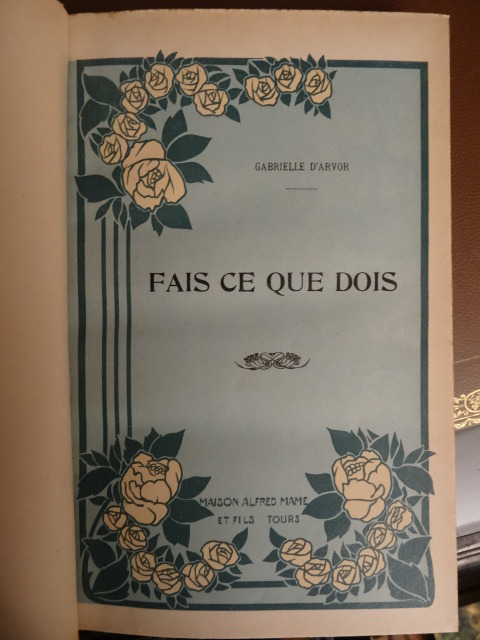 GABRIELLE D'ARVOR
FAIS CE QUE DOIS
MAISON ALFRED MAME
ET FILS TOURS